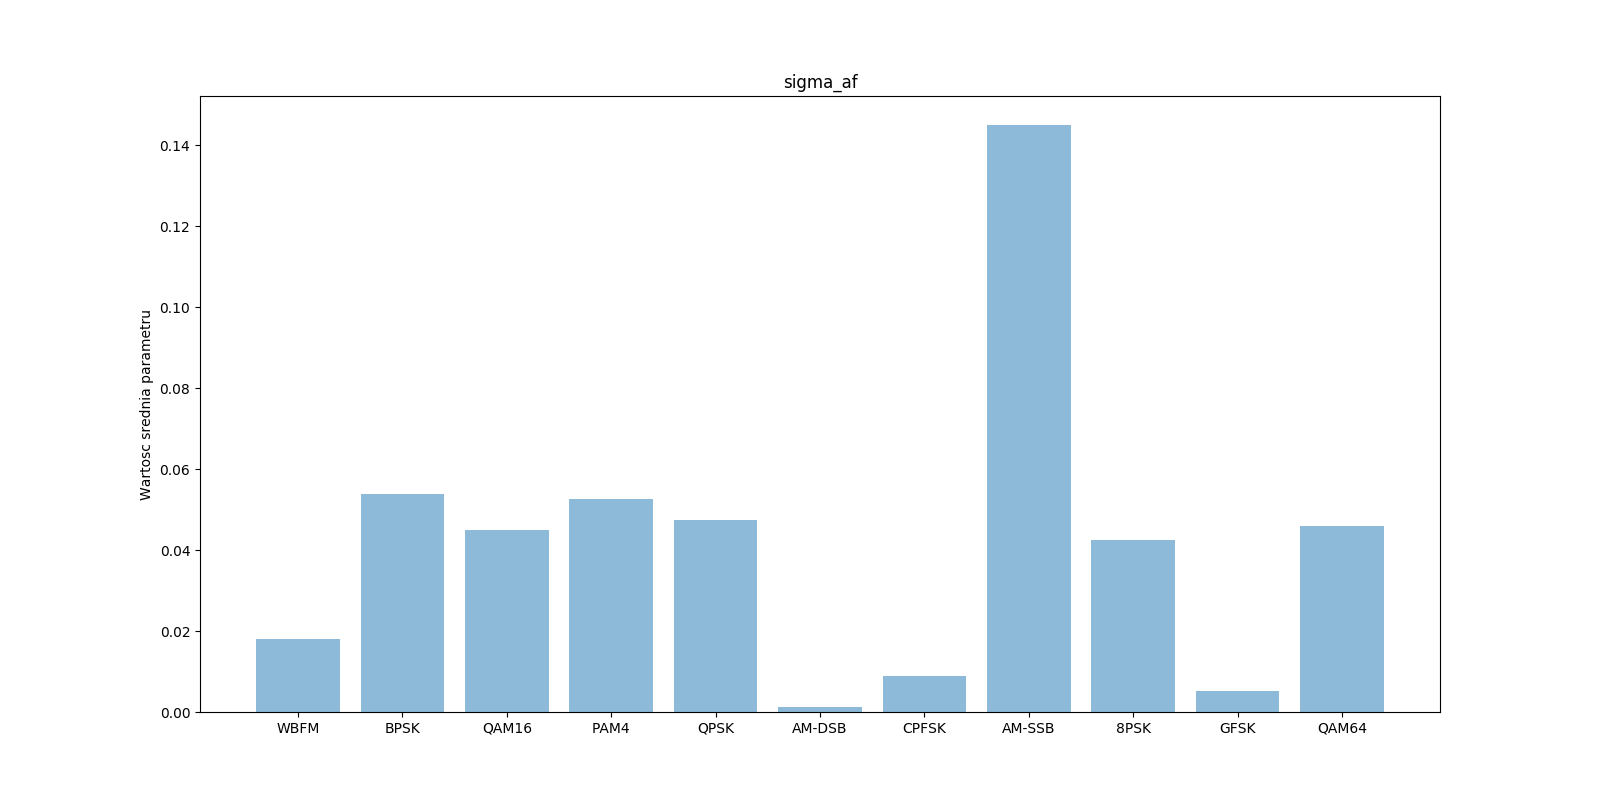 sigma_af
Wartosc srednia parametru
0.14
0.12
0.10
0.08
0.06
0.04
0.02
0.00
WBFM BPSK QAM16 PAM4 QPSK AM-DSB CPFSK AM-SSB 8PSK GFSK QAM64